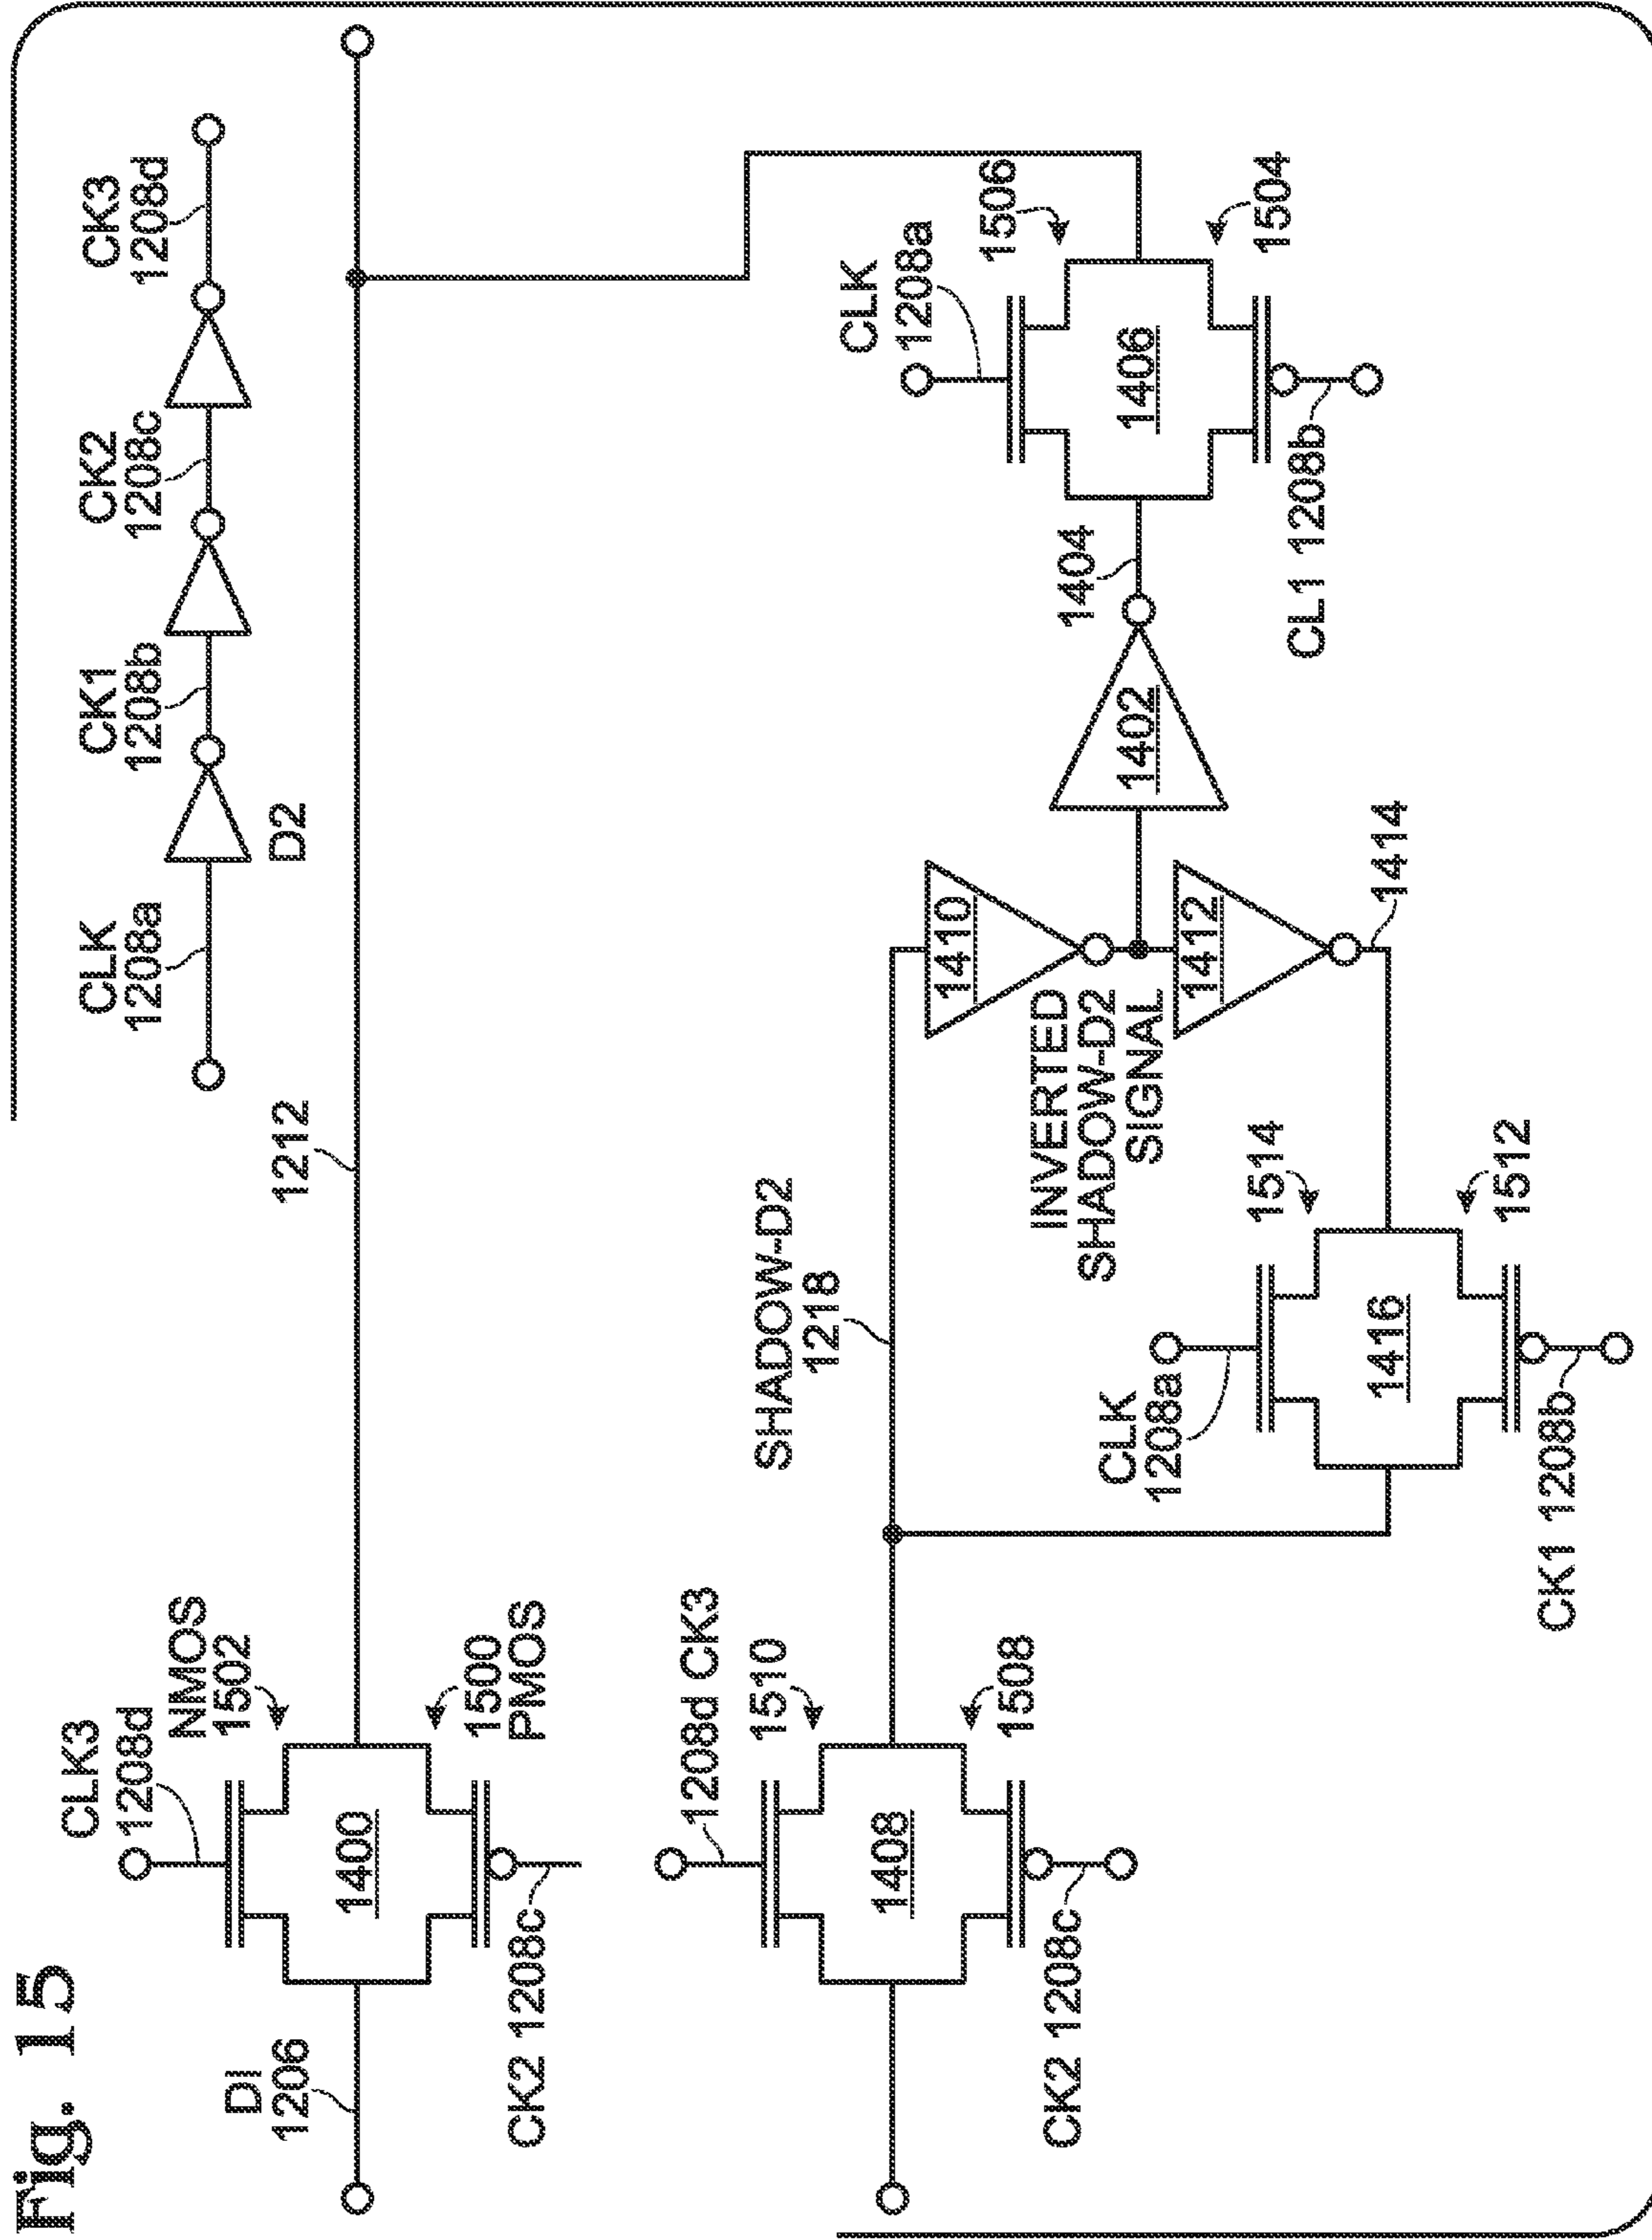 Fig. 15
CLK
1208a
CK1
1208b
CK2
1208c
CK3
1208d
D2
CLK3
1208d
NMOS
1502
DI
1206
1400
1212
1500
PMOS
CK2 1208c
1208d CK3
1510
1408
1508
CK2 1208c
SHADOW-D2
1218
1410
INVERTED
SHADOW-D2
SIGNAL
1412
1414
1402
1404
CLK
1208a
1506
1406
1504
CL1 1208b
CLK
1208a
1514
1416
1512
CK1 1208b